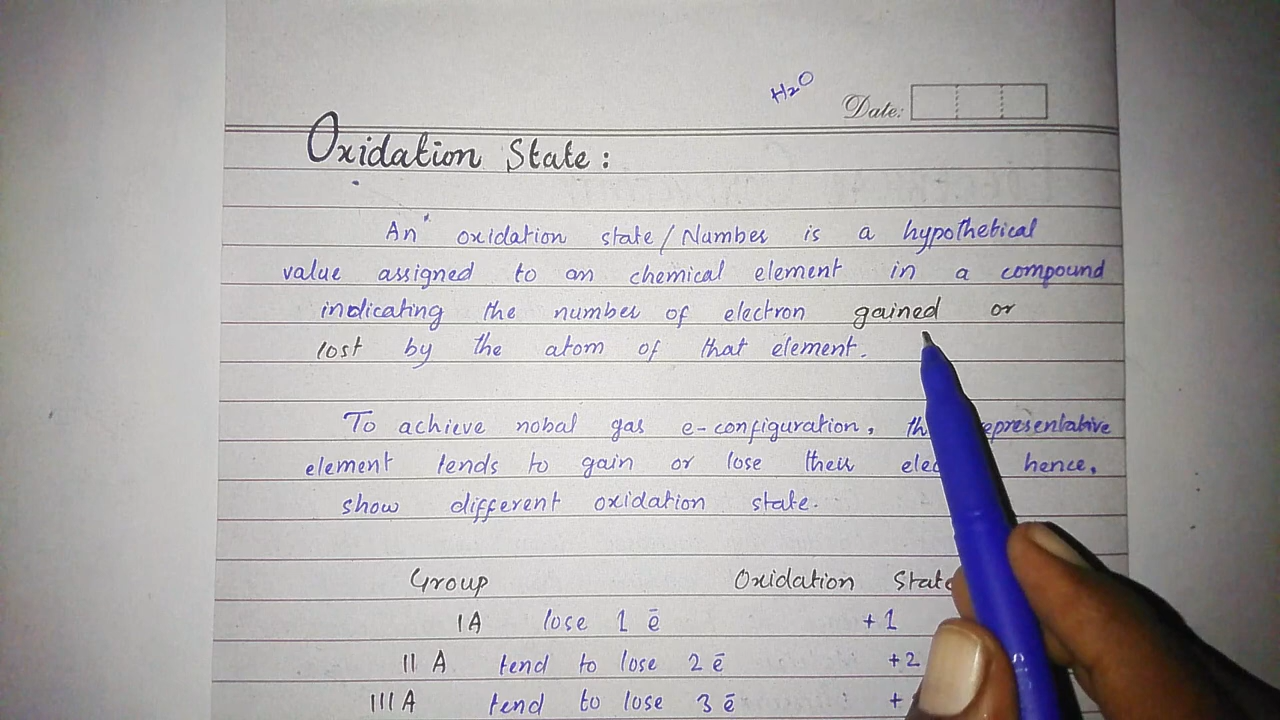 H2O
Date:
Oxidation State:
An oxidation state/Number is a hypothetical
value assigned to an chemical element in a compound
indicating the number of electron gained or
lost by the atom of that element.
To achieve nobal gas e-configuration, th epresentative
element tends to gain or lose their elec hence,
show different oxidation state.
Group Oxidation State
IA lose 1 ē +1
II A tend to lose 2 ē +2
III A tend to lose 3 ē +